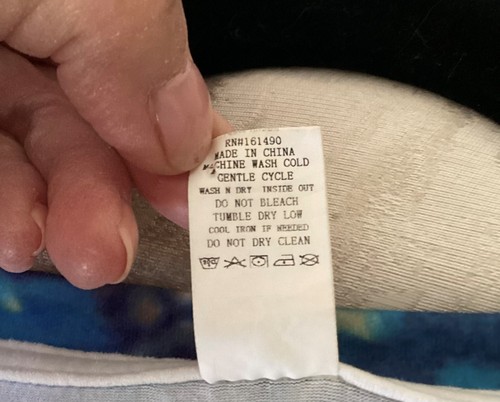 RN#161490
MADE IN CHINA
MACHINE WASH COLD
GENTLE CYCLE
WASH N DRY INSIDE OUT
DO NOT BLEACH
TUMBLE DRY LOW
COOL IRON IF NEEDED
DO NOT DRY CLEAN